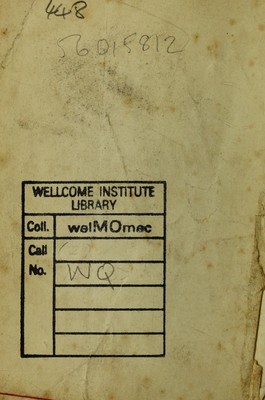 448
56015812
WELLCOME INSTITUTE
LIBRARY
Coll. welMOmec
Call
No. WQ